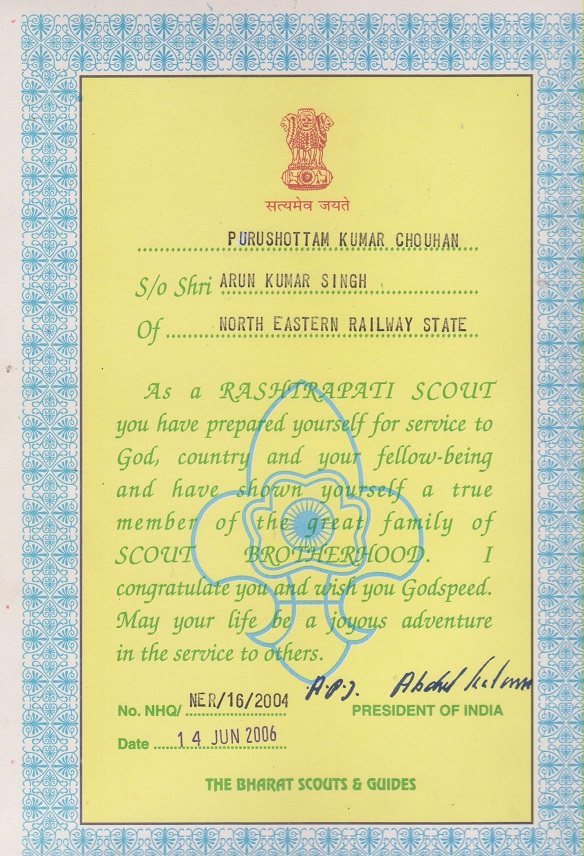 सत्यमेव जयते
PURUSHOTTAM KUMAR CHOUHAN
S/o Shri ARUN KUMAR SINGH
Of NORTH EASTERN RAILWAY STATE
As a RASHTRAPATI SCOUT
you have prepared yourself for service to
God, country and your fellow-being
and have shown yourself a true
member of the great family of
SCOUT BROTHERHOOD. I
congratulate you and wish you Godspeed.
May your life be a joyous adventure
in the service to others.
A.P.J. Abdul Kalam
No. NHQ/ NER/16/2004
PRESIDENT OF INDIA
Date 14 JUN 2006
THE BHARAT SCOUTS & GUIDES